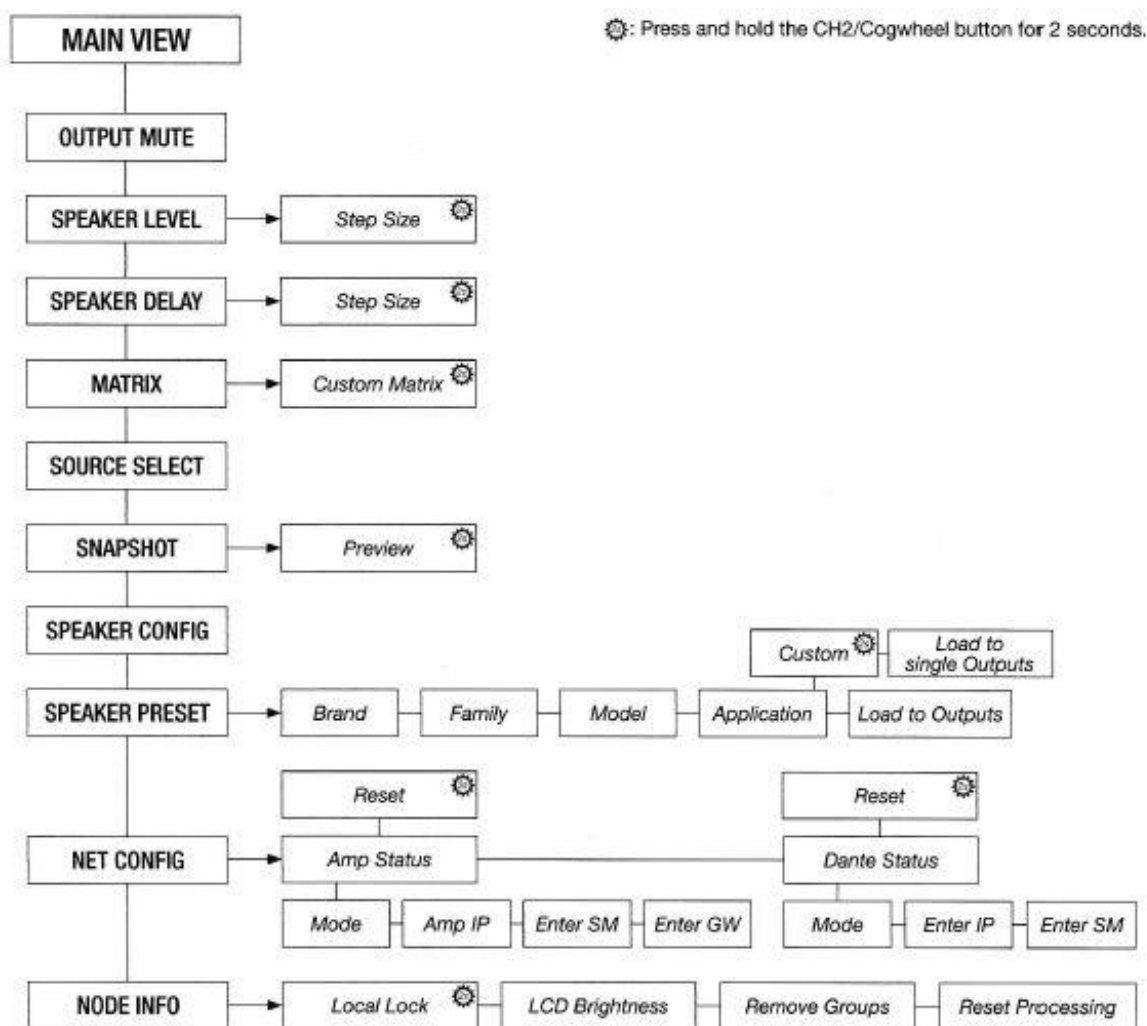 MAIN VIEW
: Press and hold the CH2/Cogwheel button for 2 seconds.
OUTPUT MUTE
SPEAKER LEVEL
Step Size
SPEAKER DELAY
Step Size
MATRIX
Custom Matrix
SOURCE SELECT
SNAPSHOT
Preview
SPEAKER CONFIG
Custom
Load to
single Outputs
SPEAKER PRESET
Brand
Family
Model
Application
Load to Outputs
Reset
Reset
NET CONFIG
Amp Status
Dante Status
Mode
Amp IP
Enter SM
Enter GW
Mode
Enter IP
Enter SM
NODE INFO
Local Lock
LCD Brightness
Remove Groups
Reset Processing